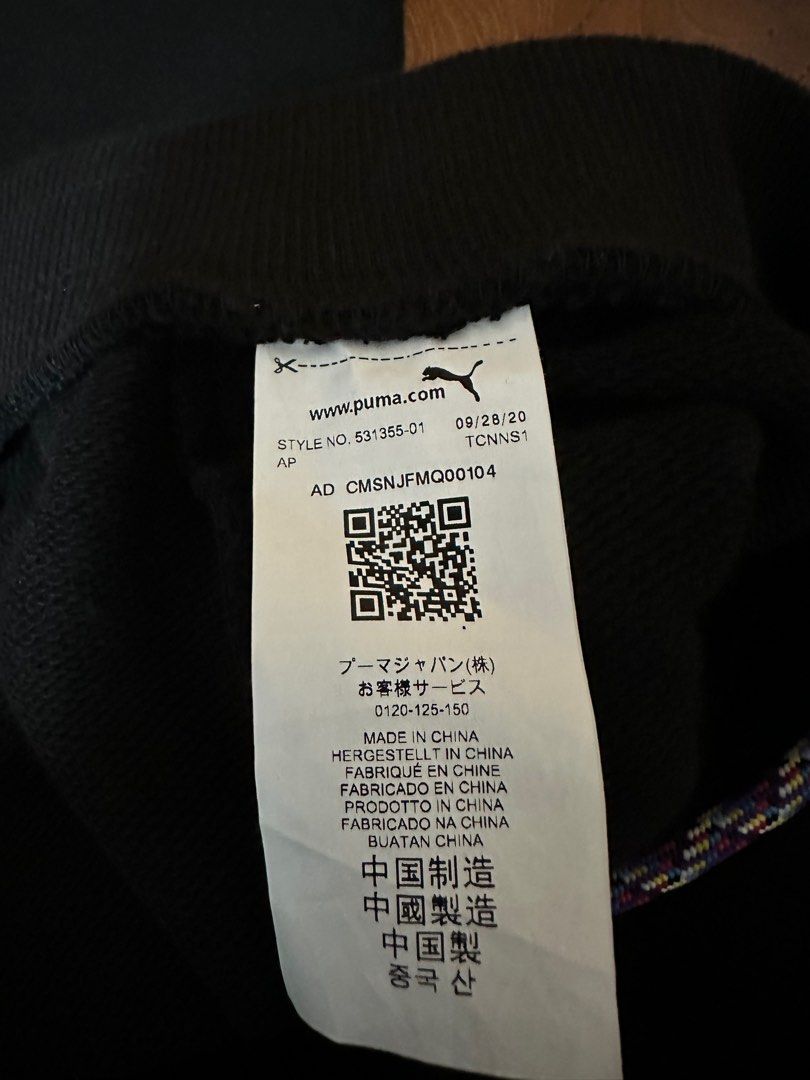 www.puma.com
STYLE NO. 531355-01 09/28/20
AP TCNNS1
AD CMSNJFMQ00104
プーマジャパン(株)
お客様サービス
0120-125-150
MADE IN CHINA
HERGESTELLT IN CHINA
FABRIQUÉ EN CHINE
FABRICADO EN CHINA
PRODOTTO IN CHINA
FABRICADO NA CHINA
BUATAN CHINA
中国制造
中國製造
中国製
중국 산